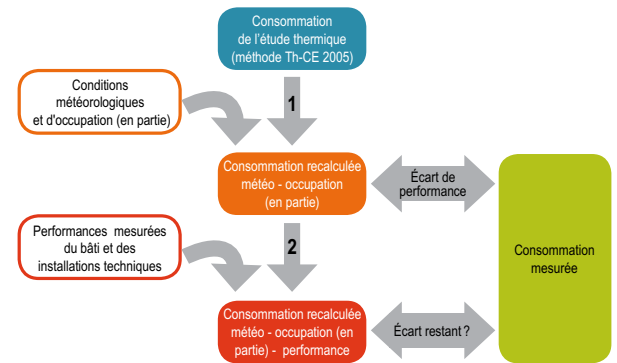 Consommation
de l'étude thermique
(méthode Th-CE 2005)
1
Conditions
météorologiques
et d'occupation (en partie)
Consommation recalculée
météo - occupation
(en partie)
Écart de
performance
Performances mesurées
du bâti et des
installations techniques
2
Consommation
mesurée
Consommation recalculée
météo - occupation (en
partie) - performance
Écart restant ?